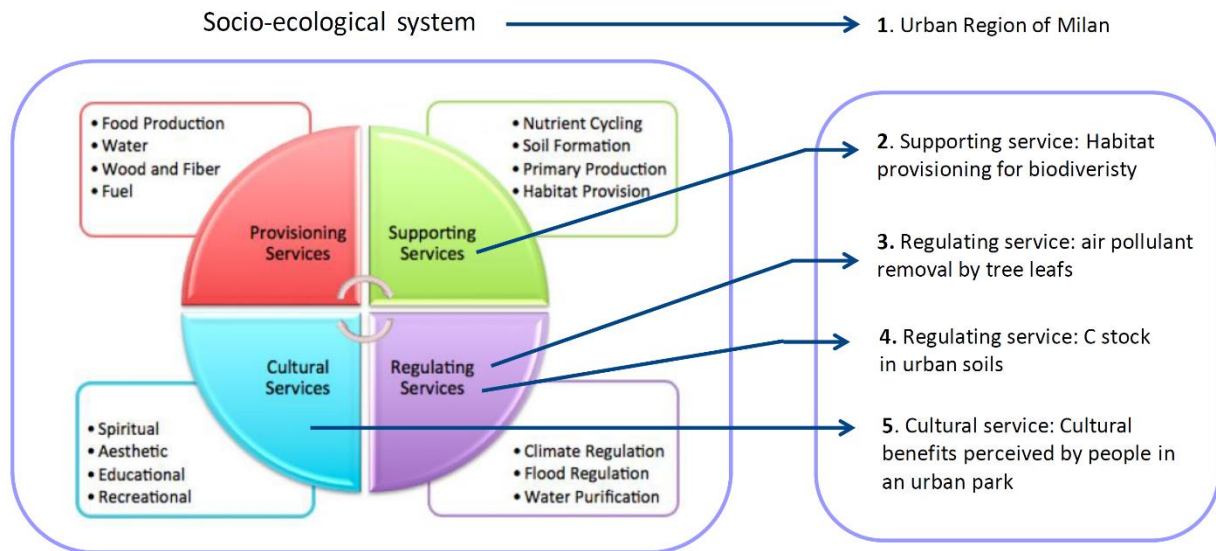 Socio-ecological system
1. Urban Region of Milan
• Food Production
• Water
• Wood and Fiber
• Fuel
• Nutrient Cycling
• Soil Formation
• Primary Production
• Habitat Provision
Provisioning
Services
Supporting
Services
Cultural
Services
Regulating
Services
• Spiritual
• Aesthetic
• Educational
• Recreational
• Climate Regulation
• Flood Regulation
• Water Purification
2. Supporting service: Habitat
provisioning for biodiveristy
3. Regulating service: air pollulant
removal by tree leafs
4. Regulating service: C stock
in urban soils
5. Cultural service: Cultural
benefits perceived by people in
an urban park